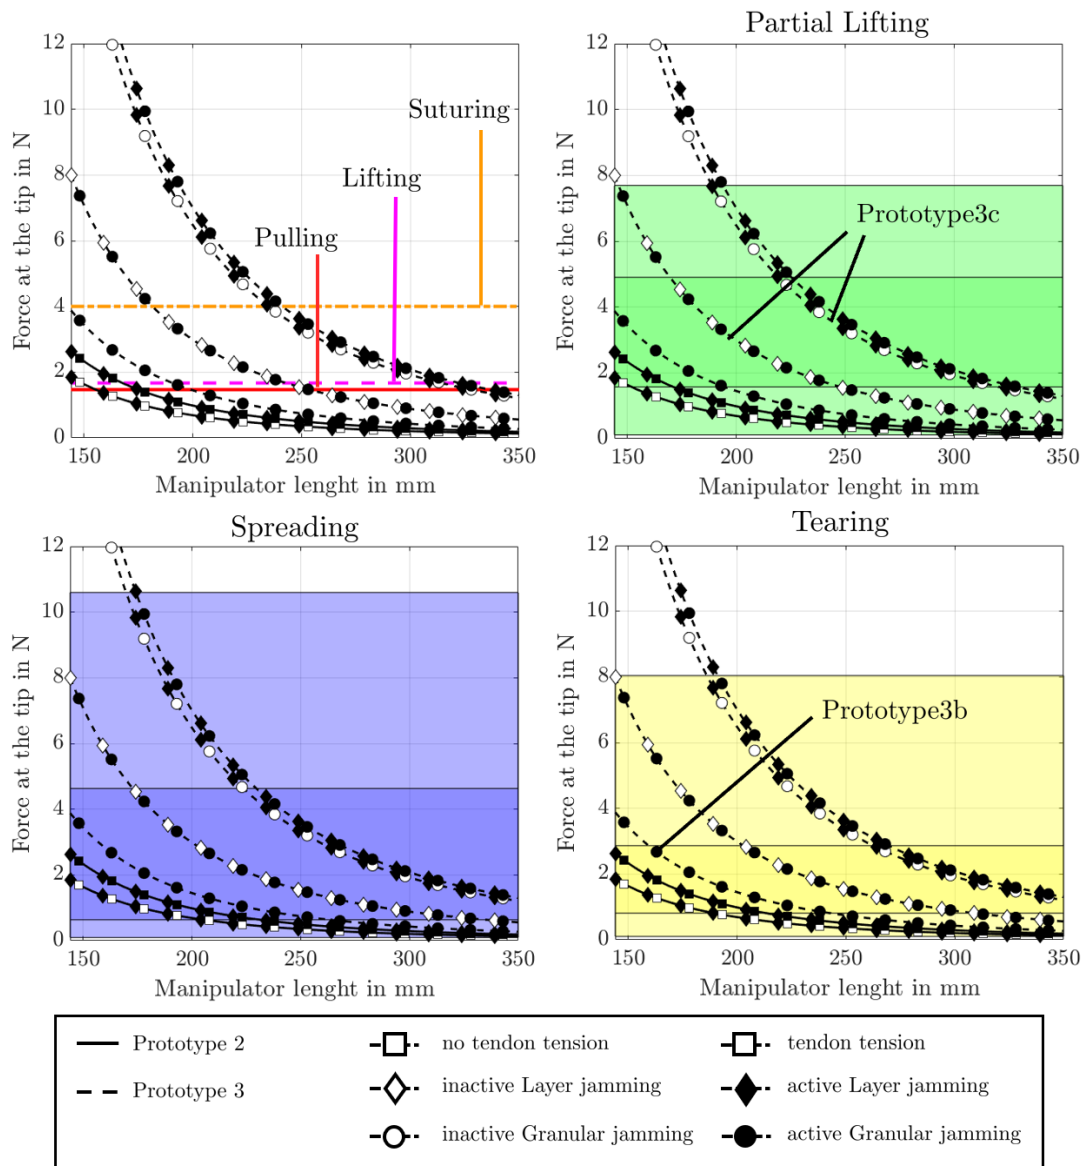 Partial Lifting
12
10
8
6
4
2
0
Force at the tip in N
Suturing
Lifting
Pulling
150
200
250
300
350
Manipulator lenght in mm
12
10
8
6
4
2
0
Force at the tip in N
Prototype3c
150
200
250
300
350
Manipulator lenght in mm
Spreading
12
10
8
6
4
2
0
Force at the tip in N
150
200
250
300
350
Manipulator lenght in mm
Tearing
12
10
8
6
4
2
0
Force at the tip in N
Prototype3b
150
200
250
300
350
Manipulator lenght in mm
Prototype 2
no tendon tension
tendon tension
Prototype 3
inactive Layer jamming
active Layer jamming
inactive Granular jamming
active Granular jamming